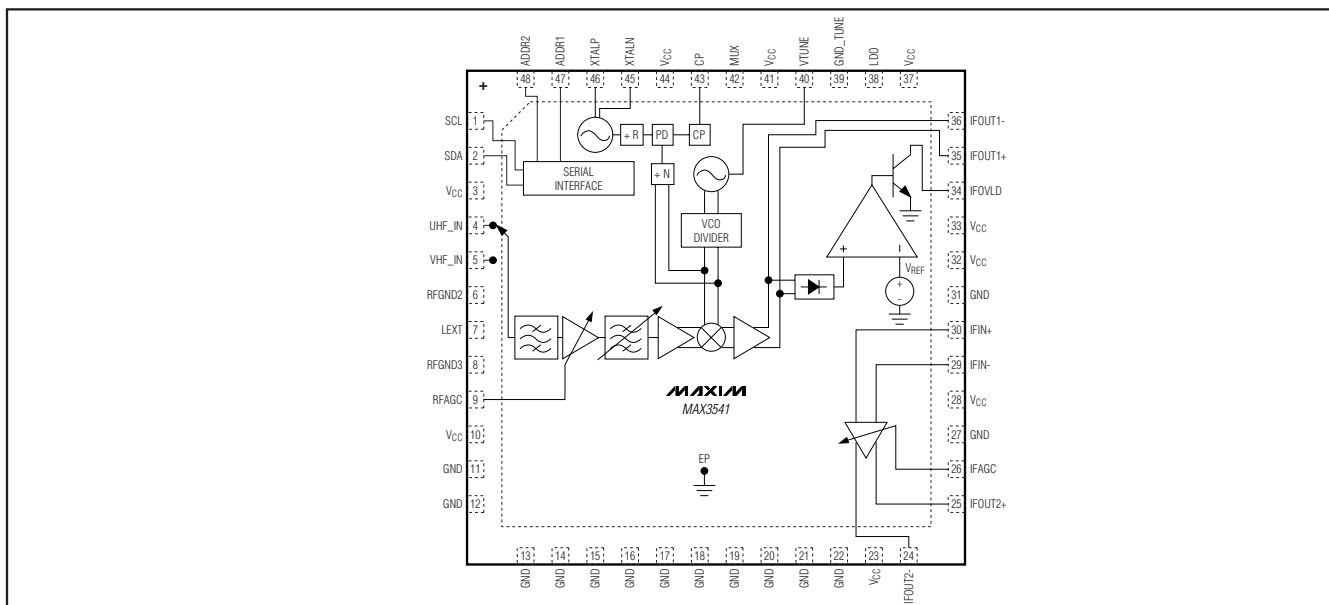 ADDR2
ADDR1
XTALP
XTALN
VCC
CP
MUX
VCC
VTUNE
GND_TUNE
LDO
VCC
48
47
46
45
44
43
42
41
40
39
38
37
+
SCL 1
SDA 2
VCC 3
UHF_IN 4
VHF_IN 5
RFGND2 6
LEXT 7
RFGND3 8
RFAGC 9
VCC 10
GND 11
GND 12
÷ R
PD
CP
÷ N
SERIAL
INTERFACE
VCO
DIVIDER
+
−
VREF
+
-
MAXIM
MAX3541
EP
36 IFOUT1-
35 IFOUT1+
34 IFOVLD
33 VCC
32 VCC
31 GND
30 IFIN+
29 IFIN-
28 VCC
27 GND
26 IFAGC
25 IFOUT2+
13
14
15
16
17
18
19
20
21
22
23
24
GND
GND
GND
GND
GND
GND
GND
GND
GND
GND
VCC
IFOUT2-